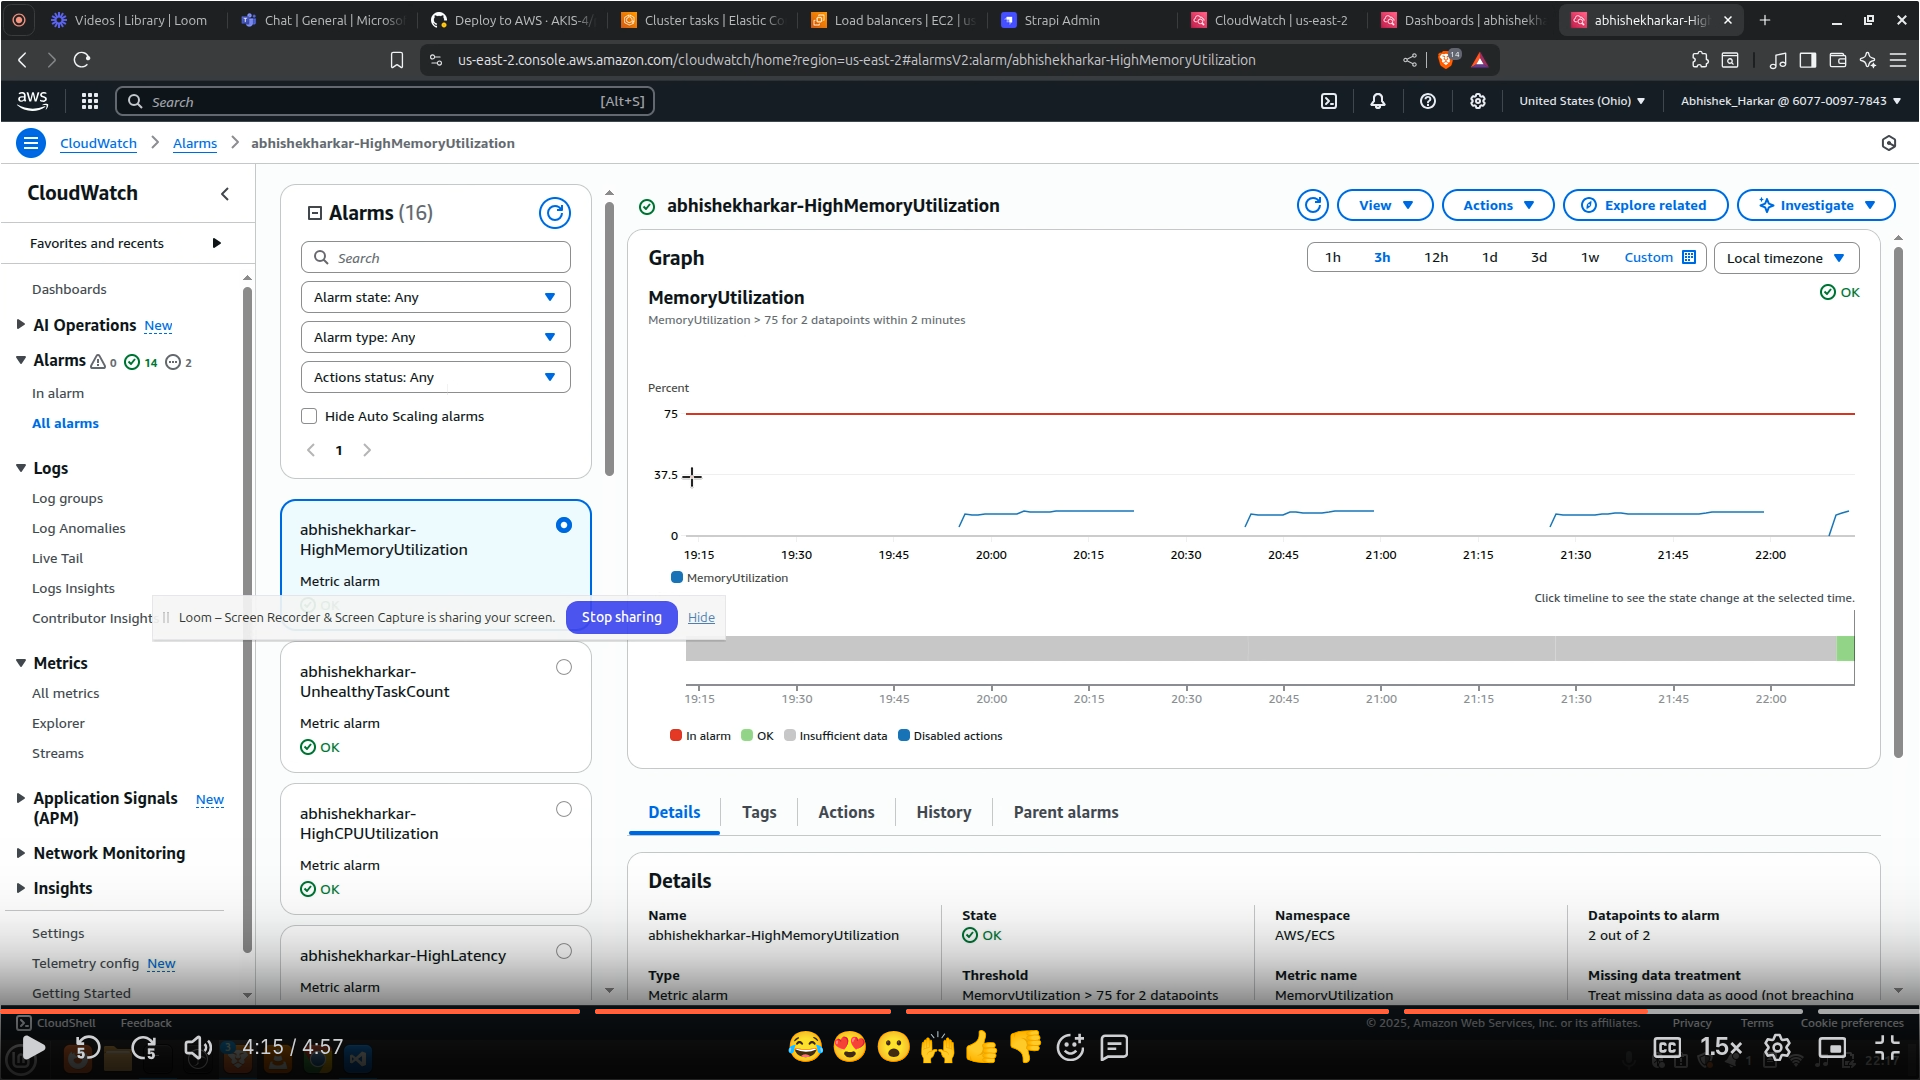 Videos | Library | Loom
Chat | General | Microso
Deploy to AWS · AKIS-4/
Cluster tasks | Elastic Co
Load balancers | EC2 | us
Strapi Admin
CloudWatch | us-east-2
Dashboards | abhishekha
abhishekharkar-Hig
us-east-2.console.aws.amazon.com/cloudwatch/home?region=us-east-2#alarmsV2:alarm/abhishekharkar-HighMemoryUtilization
14
aws
Search
[Alt+S]
United States (Ohio)
Abhishek_Harkar @ 6077-0097-7843
CloudWatch
Alarms
abhishekharkar-HighMemoryUtilization
CloudWatch
Favorites and recents
Dashboards
AI Operations New
Alarms 0 14 2
In alarm
All alarms
Logs
Log groups
Log Anomalies
Live Tail
Logs Insights
Contributor Insight
Metrics
All metrics
Explorer
Streams
Application Signals (APM) New
Network Monitoring
Insights
Settings
Telemetry config New
Getting Started
Alarms (16)
Search
Alarm state: Any
Alarm type: Any
Actions status: Any
Hide Auto Scaling alarms
1
abhishekharkar-
HighMemoryUtilization
Metric alarm
OK
Loom – Screen Recorder & Screen Capture is sharing your screen.
Stop sharing
Hide
abhishekharkar-
UnhealthyTaskCount
Metric alarm
OK
abhishekharkar-
HighCPUUtilization
Metric alarm
OK
abhishekharkar-HighLatency
Metric alarm
abhishekharkar-HighMemoryUtilization
View
Actions
Explore related
Investigate
Graph
1h 3h 12h 1d 3d 1w Custom
Local timezone
MemoryUtilization
OK
MemoryUtilization > 75 for 2 datapoints within 2 minutes
Percent
75
37.5
0
19:15 19:30 19:45 20:00 20:15 20:30 20:45 21:00 21:15 21:30 21:45 22:00
MemoryUtilization
Click timeline to see the state change at the selected time.
19:15 19:30 19:45 20:00 20:15 20:30 20:45 21:00 21:15 21:30 21:45 22:00
In alarm OK Insufficient data Disabled actions
Details
Tags
Actions
History
Parent alarms
Details
Name
abhishekharkar-HighMemoryUtilization
State
OK
Namespace
AWS/ECS
Datapoints to alarm
2 out of 2
Type
Metric alarm
Threshold
MemoryUtilization > 75 for 2 datapoints
Metric name
MemoryUtilization
Missing data treatment
Treat missing data as good (not breaching
CloudShell
Feedback
© 2025, Amazon Web Services, Inc. or its affiliates.
Privacy
Terms
Cookie preferences
5
5
4:15 / 4:57
CC
1.5×